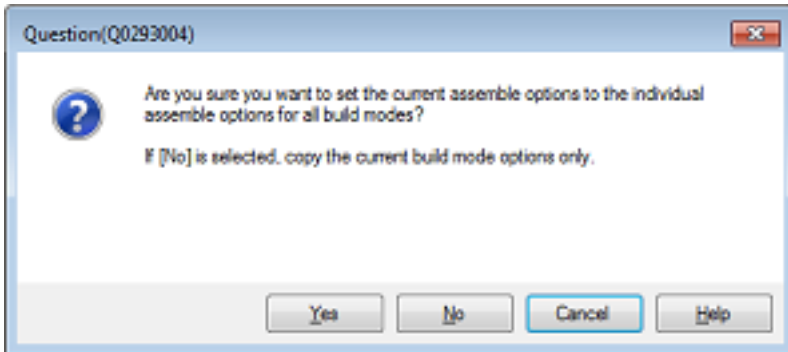 Question(Q0293004)
Are you sure you want to set the current assemble options to the individual
assemble options for all build modes?
If [No] is selected, copy the current build mode options only.
Yes
No
Cancel
Help